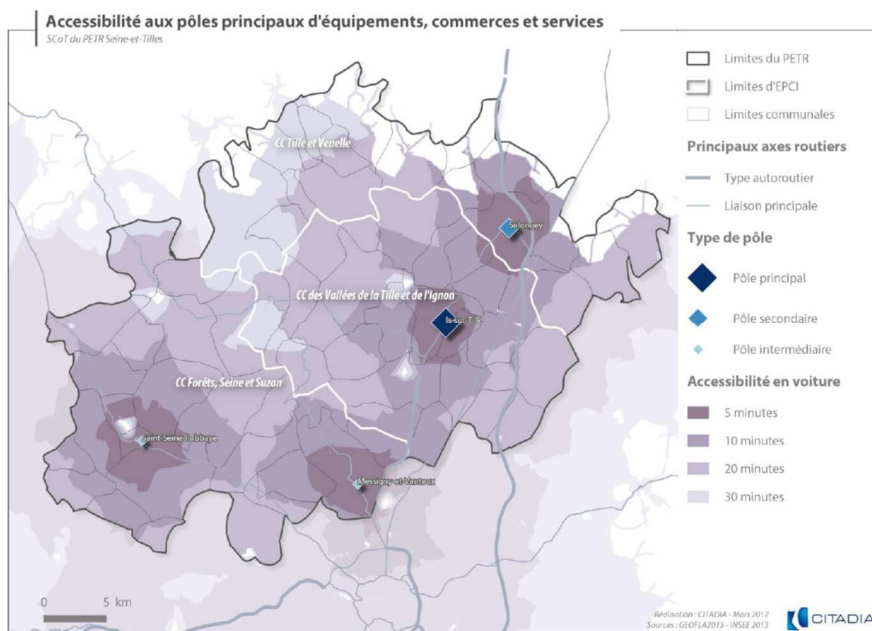 Accessibilité aux pôles principaux d'équipements, commerces et services
SCoT du PETR Seine-et-Tilles
Limites du PETR
Limites d'EPCI
Limites communales
Principaux axes routiers
Type autoroutier
Liaison principale
Type de pôle
Pôle principal
Pôle secondaire
Pôle intermédiaire
Accessibilité en voiture
5 minutes
10 minutes
20 minutes
30 minutes
CC Tille et Venelle
Selongey
CC des Vallées de la Tille et de l'Ignon
Is-sur-Tille
CC Forêts, Seine et Suzon
Saint-Seine-l'Abbaye
Messigny-et-Vantoux
0 5 km
Réalisation : CITADIA - Mars 2017
Sources : GEOFLA2015 - INSEE 2013
CITADIA